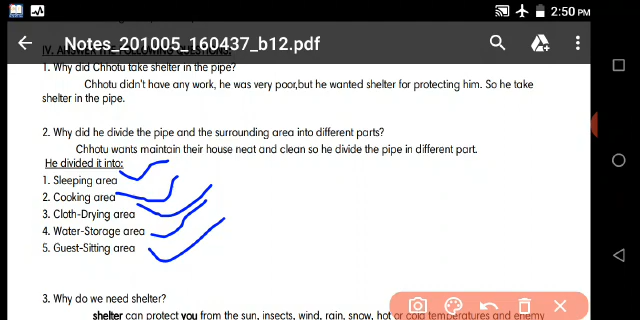 2:50 PM
Notes_201005_160437_b12.pdf
IV. ANSWER THE FOLLOWING QUESTIONS:
1. Why did Chhotu take shelter in the pipe?
Chhotu didn't have any work, he was very poor,but he wanted shelter for protecting him. So he take
shelter in the pipe.
2. Why did he divide the pipe and the surrounding area into different parts?
Chhotu wants maintain their house neat and clean so he divide the pipe in different part.
He divided it into:
1. Sleeping area
2. Cooking area
3. Cloth-Drying area
4. Water-Storage area
5. Guest-Sitting area
3. Why do we need shelter?
shelter can protect you from the sun, insects, wind, rain, snow, hot or cold temperatures and enemy